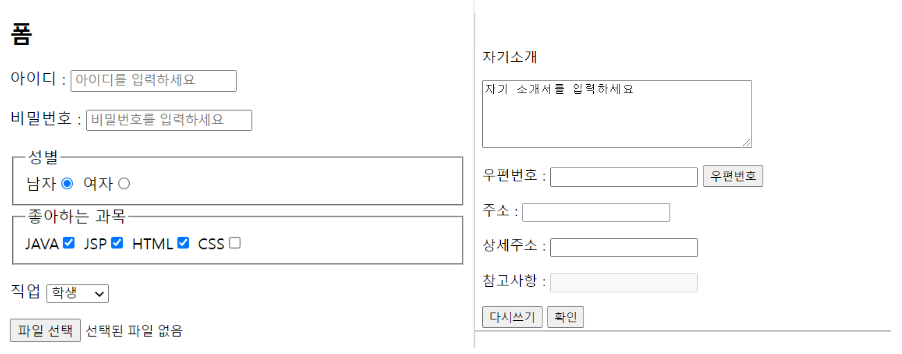 폼
아이디 : 아이디를 입력하세요
비밀번호 : 비밀번호를 입력하세요
성별
남자 여자
좋아하는 과목
JAVA JSP HTML CSS
직업 학생
파일 선택 선택된 파일 없음
자기소개
자기 소개서를 입력하세요
우편번호 : 우편번호
주소 :
상세주소 :
참고사항 :
다시쓰기 확인